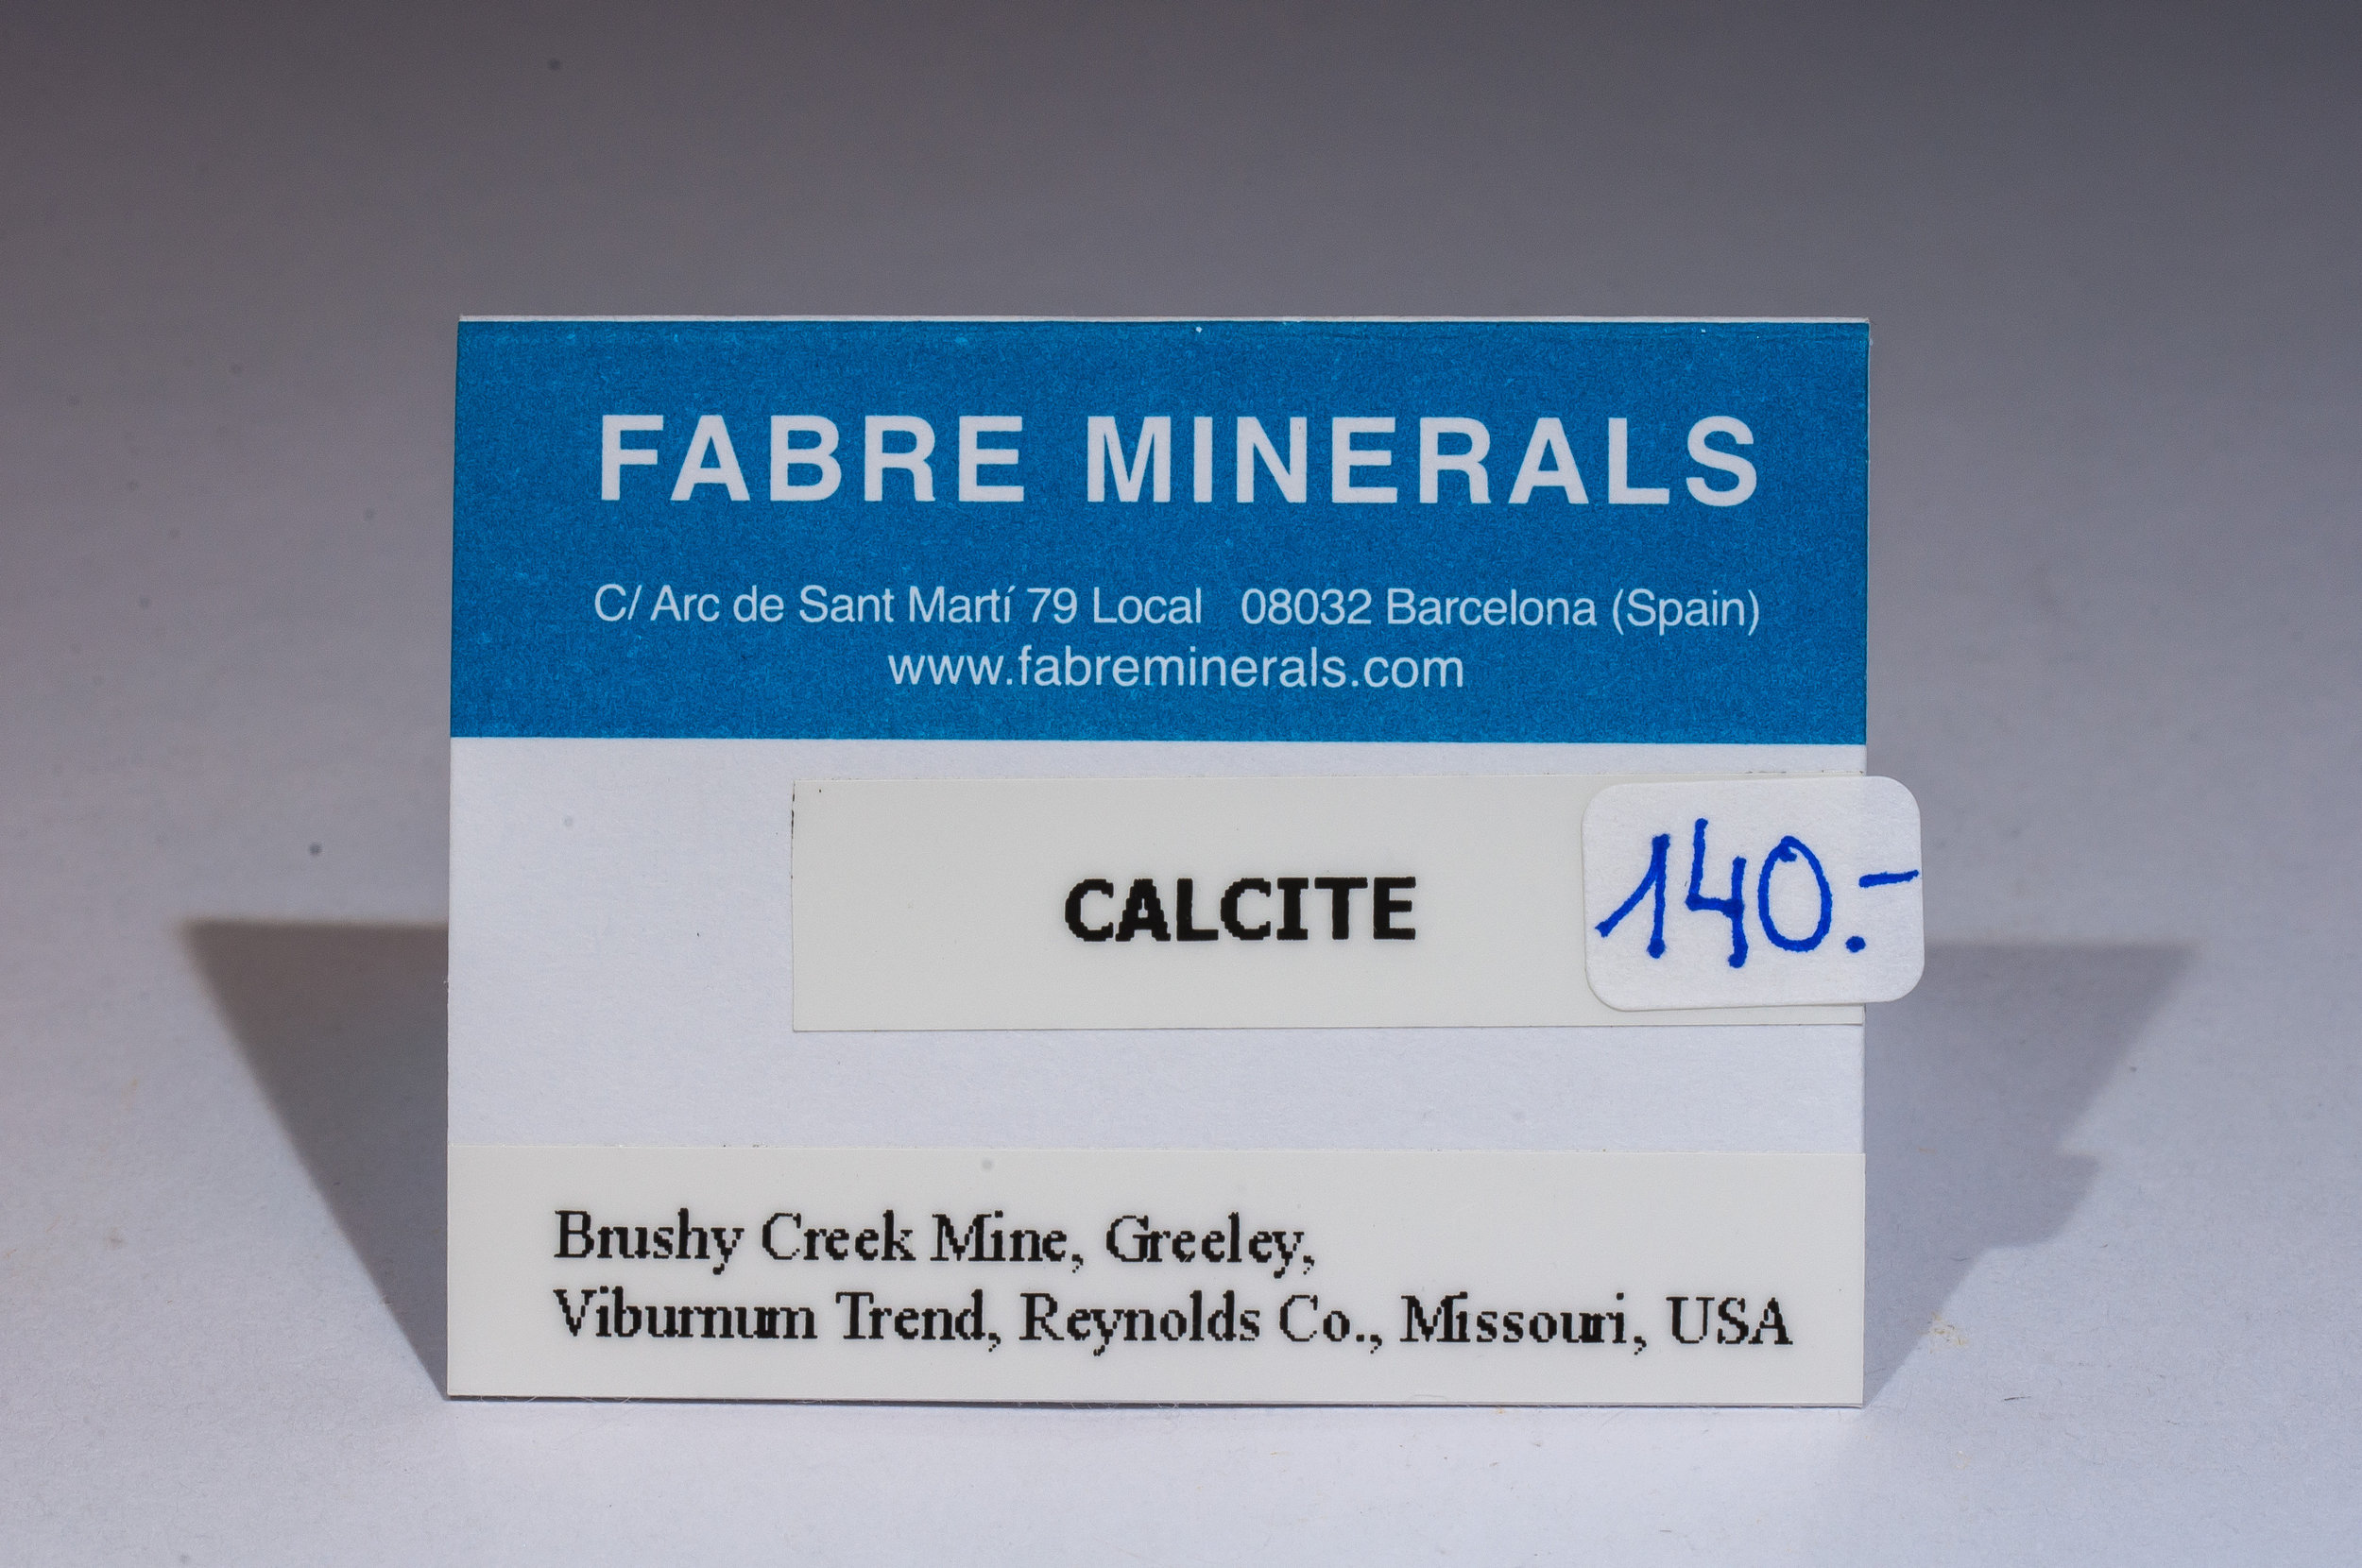 FABRE MINERALS
C/ Arc de Sant Martí 79 Local 08032 Barcelona (Spain)
www.fabreminerals.com
CALCITE
140.-
Brushy Creek Mine, Greeley,
Viburnum Trend, Reynolds Co., Missouri, USA